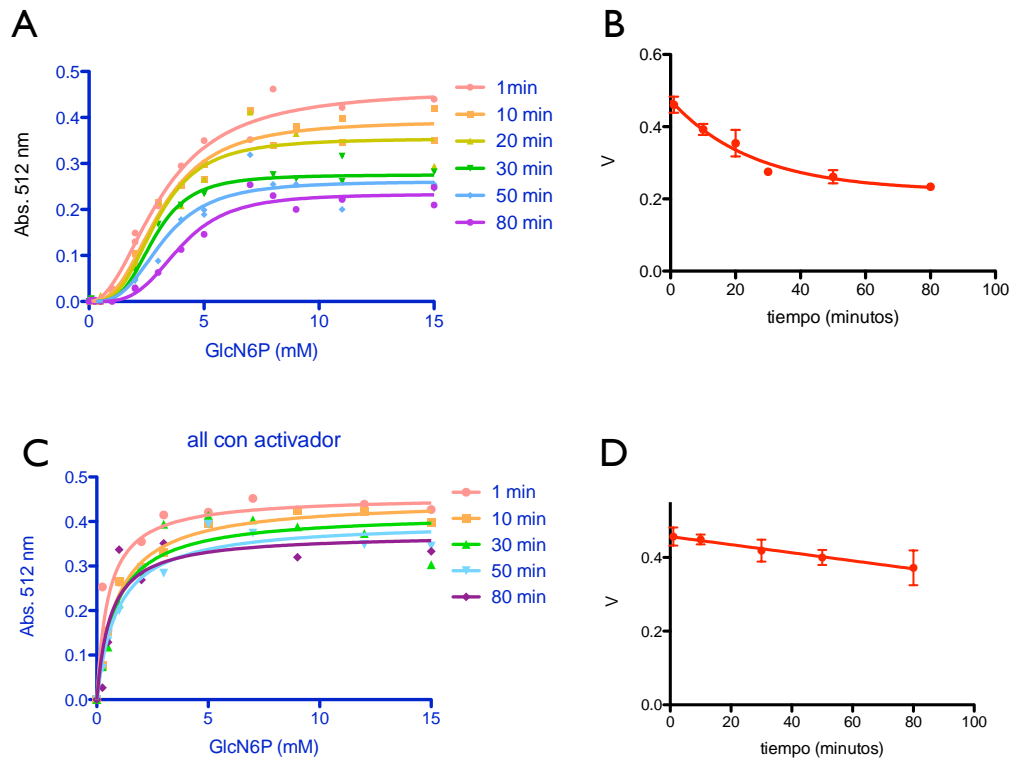 A
0.5
0.4
0.3
0.2
0.1
0.0
Abs. 512 nm
0
5
10
15
GlcN6P (mM)
1min
10 min
20 min
30 min
50 min
80 min
B
0.6
0.4
0.2
0.0
V
0
20
40
60
80
100
tiempo (minutos)
C
all con activador
0.5
0.4
0.3
0.2
0.1
0.0
Abs. 512 nm
0
5
10
15
GlcN6P (mM)
1 min
10 min
30 min
50 min
80 min
D
0.4
0.2
0.0
V
0
20
40
60
80
100
tiempo (minutos)